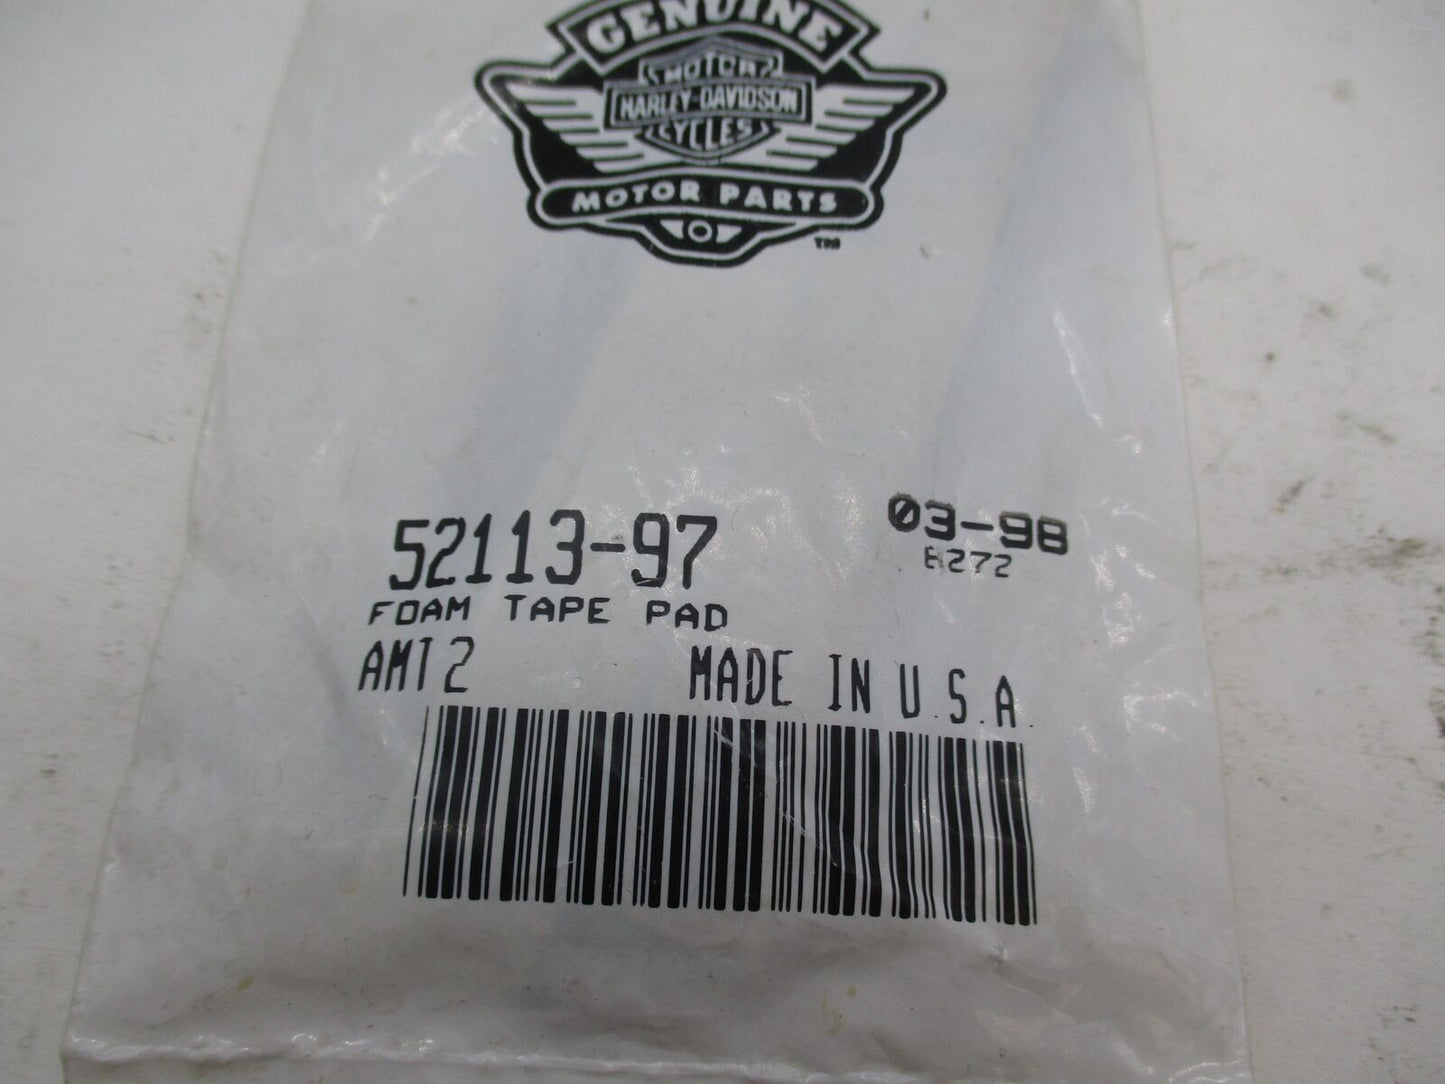 GENUINE
MOTOR
HARLEY-DAVIDSON
CYCLES
MOTOR PARTS
52113-97
03-98
FOAM TAPE PAD
AMT 2
MADE IN U.S.A.